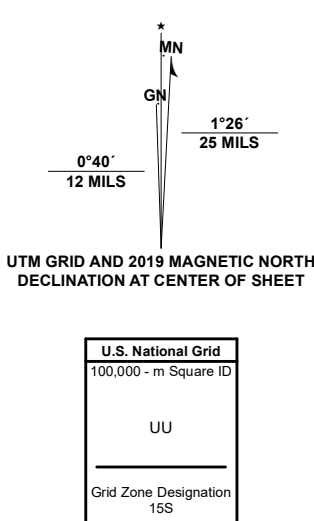 ★
MN
GN
1°26´
25 MILS
0°40´
12 MILS
UTM GRID AND 2019 MAGNETIC NORTH
DECLINATION AT CENTER OF SHEET
U.S. National Grid
100,000 - m Square ID
UU
Grid Zone Designation
15S